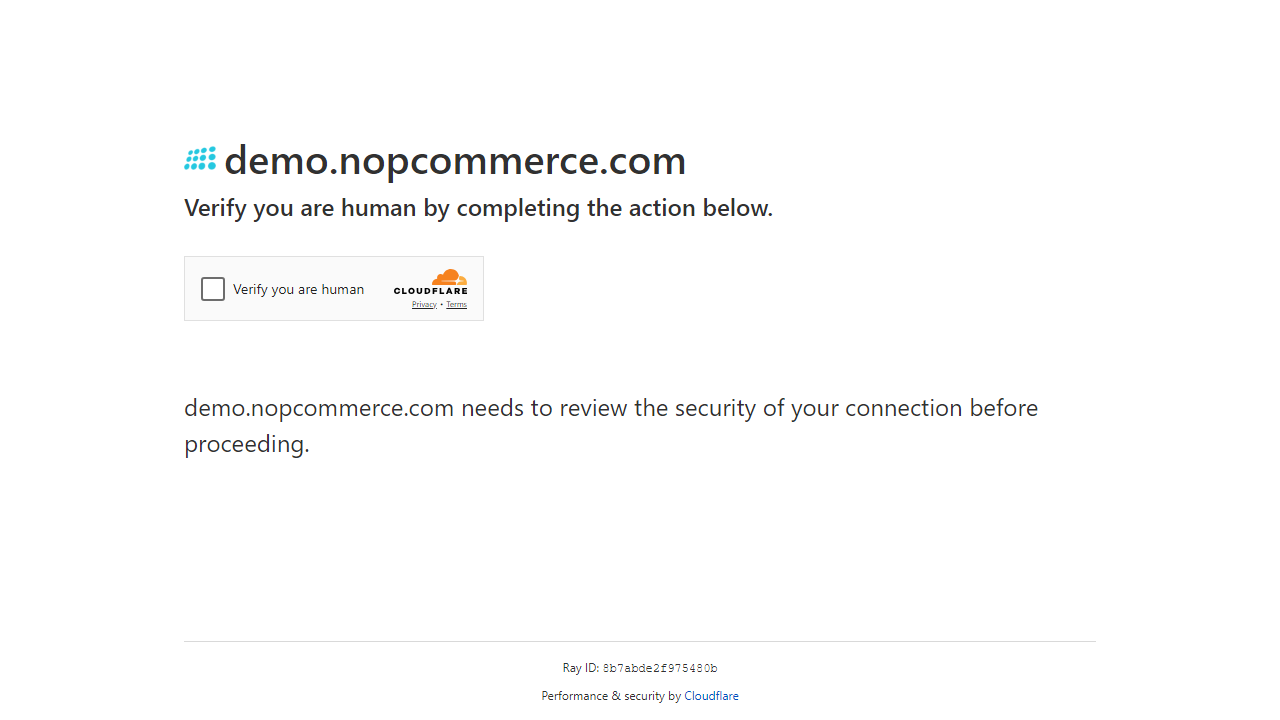 demo.nopcommerce.com
Verify you are human by completing the action below.
Verify you are human
CLOUDFLARE
Privacy • Terms
demo.nopcommerce.com needs to review the security of your connection before
proceeding.
Ray ID: 8b7abde2f975480b
Performance & security by Cloudflare